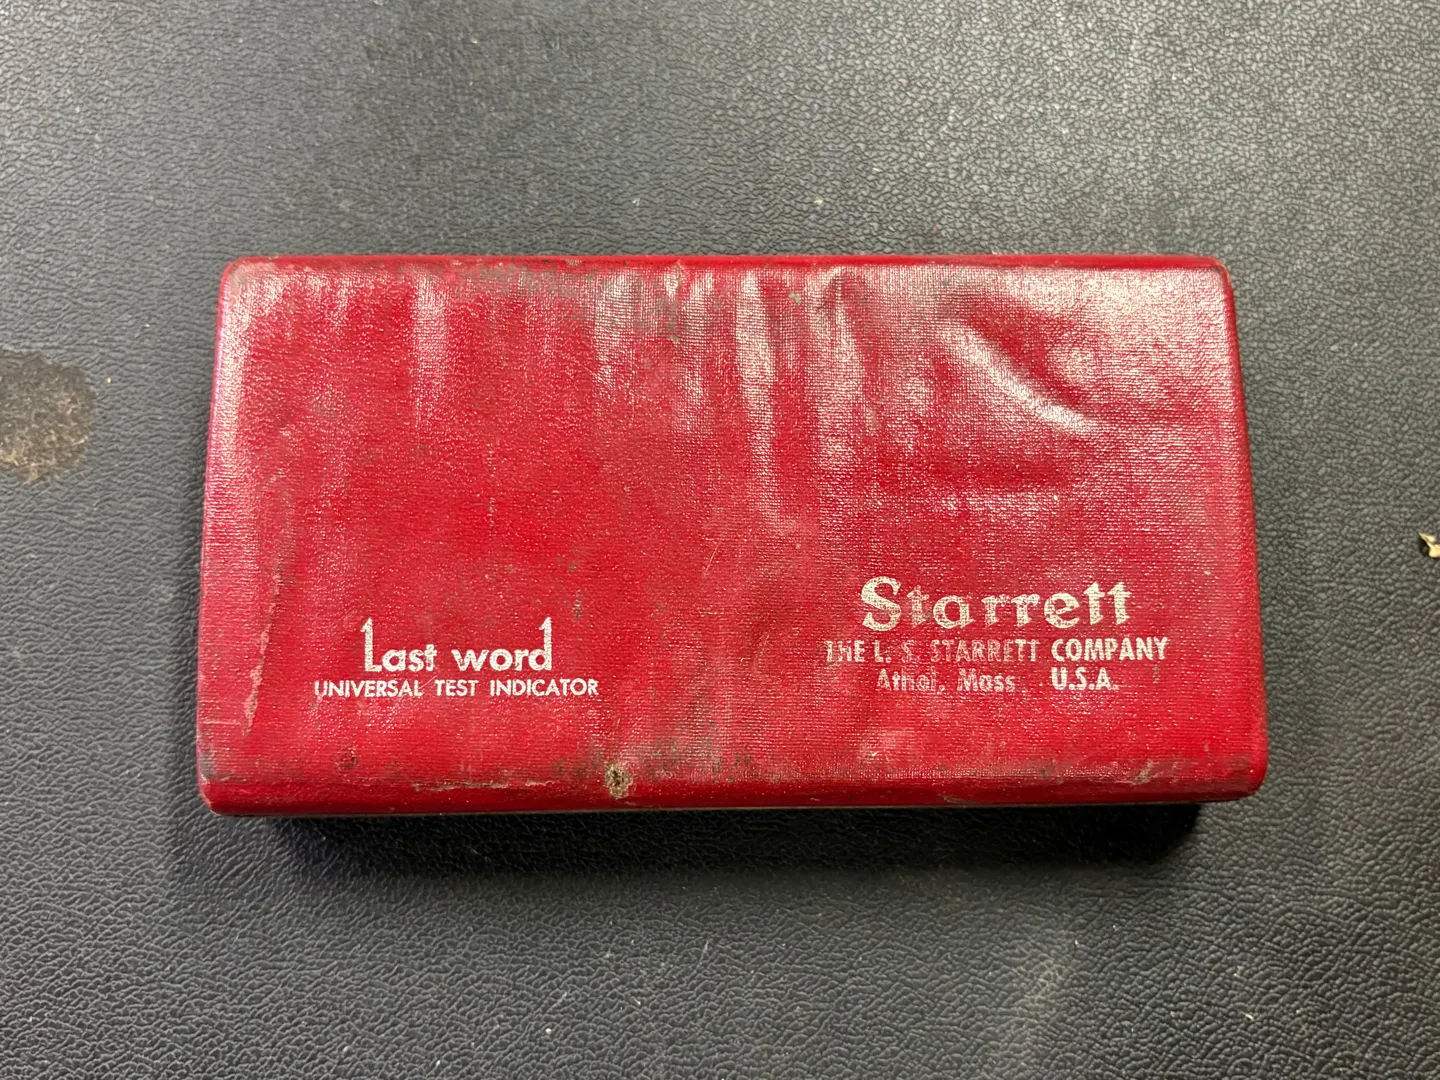 Last word
UNIVERSAL TEST INDICATOR
Starrett
THE L. S. STARRETT COMPANY
Athol, Mass. U.S.A.